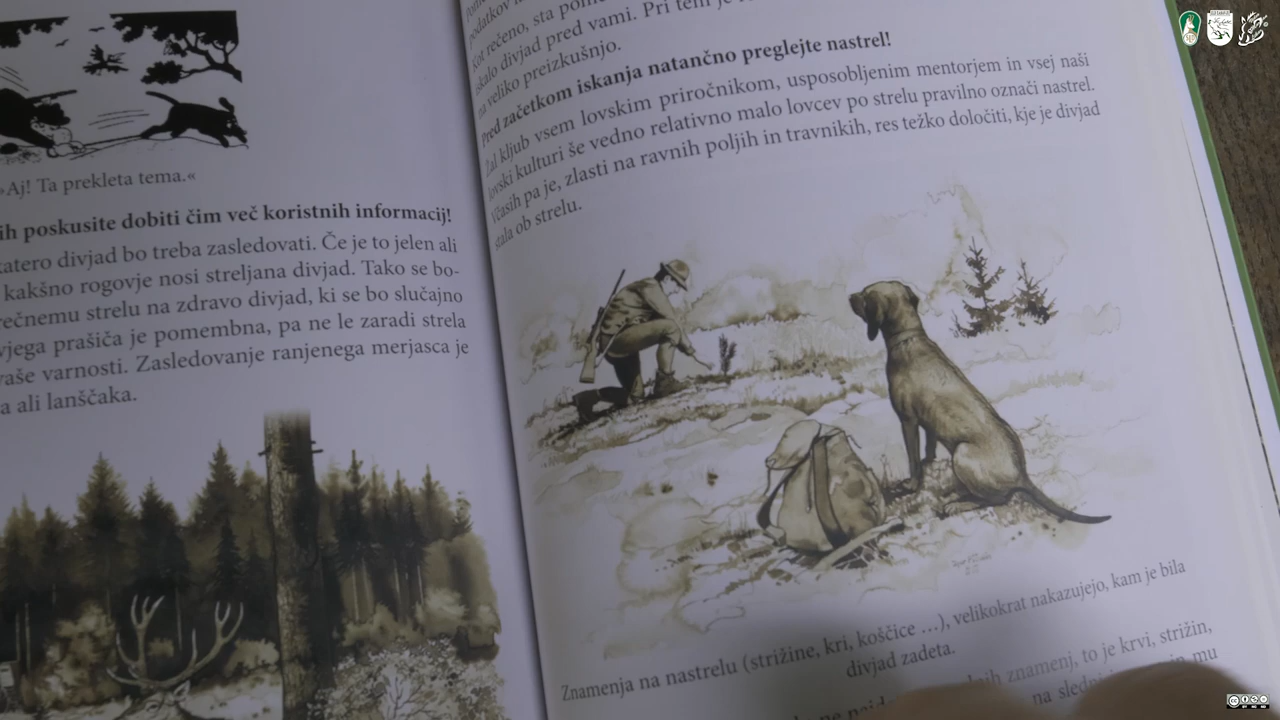 »Aj! Ta prekleta tema.«
ih poskusite dobiti čim več koristnih informacij!
katero divjad bo treba zasledovati. Če je to jelen ali
kakšno rogovje nosi streljana divjad. Tako se bo-
rečnemu strelu na zdravo divjad, ki se bo slučajno
vjega prašiča je pomembna, pa ne le zaradi strela
vaše varnosti. Zasledovanje ranjenega merjasca je
a ali lanščaka.
podatkov
Kot rečeno, sta
iskalo divjad pred vami. Pri tem je
na veliko preizkušnjo.
Pred začetkom iskanja natančno preglejte nastrel!
Žal kljub vsem lovskim priročnikom, usposobljenim mentorjem in vsej naši
lovski kulturi še vedno relativno malo lovcev po strelu pravilno označi nastrel.
Včasih pa je, zlasti na ravnih poljih in travnikih, res težko določiti, kje je divjad
stala ob strelu.
Znamenja na nastrelu (strižine, kri, koščice ...), velikokrat nakazujejo, kam je bila
divjad zadeta.
znamenj, to je krvi, strižin,
mu